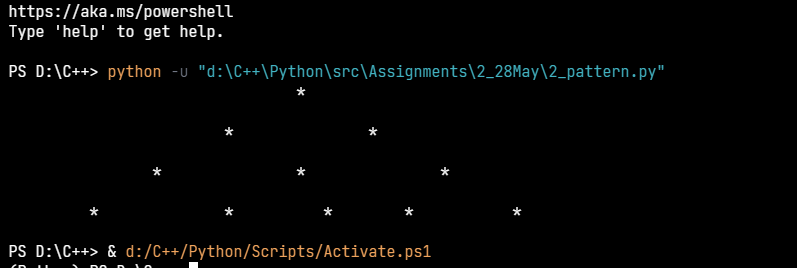 https://aka.ms/powershell
Type 'help' to get help.
PS D:\C++> python -u "d:\C++\Python\src\Assignments\2_28May\2_pattern.py"
*
* *
* * *
* * * * *
PS D:\C++> & d:/C++/Python/Scripts/Activate.ps1